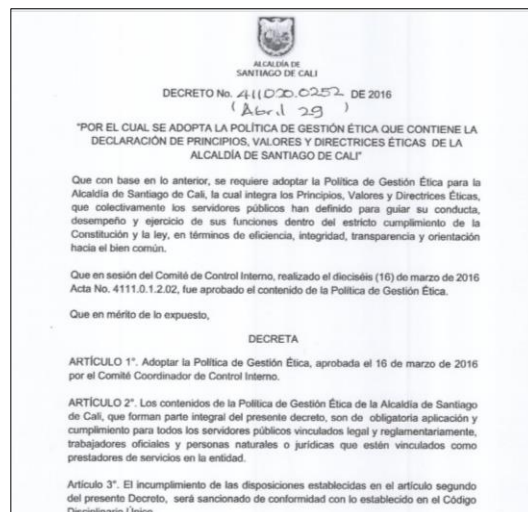 ALCALDÍA DE
SANTIAGO DE CALI
DECRETO No. 411020.0252 DE 2016
(Abril 29)
"POR EL CUAL SE ADOPTA LA POLÍTICA DE GESTIÓN ÉTICA QUE CONTIENE LA
DECLARACIÓN DE PRINCIPIOS, VALORES Y DIRECTRICES ÉTICAS DE LA
ALCALDÍA DE SANTIAGO DE CALI"
Que con base en lo anterior, se requiere adoptar la Política de Gestión Ética para la
Alcaldía de Santiago de Cali, la cual integra los Principios, Valores y Directrices Éticas,
que colectivamente los servidores públicos han definido para guiar su conducta,
desempeño y ejercicio de sus funciones dentro del estricto cumplimiento de la
Constitución y la ley, en términos de eficiencia, integridad, transparencia y orientación
hacia el bien común.
Que en sesión del Comité de Control Interno, realizado el dieciséis (16) de marzo de 2016
Acta No. 4111.0.1.2.02, fue aprobado el contenido de la Política de Gestión Ética.
Que en mérito de lo expuesto,
DECRETA
ARTÍCULO 1°. Adoptar la Política de Gestión Ética, aprobada el 16 de marzo de 2016
por el Comité Coordinador de Control Interno.
ARTÍCULO 2°. Los contenidos de la Política de Gestión Ética de la Alcaldía de Santiago
de Cali, que forman parte integral del presente decreto, son de obligatoria aplicación y
cumplimiento para todos los servidores públicos vinculados legal y reglamentariamente,
trabajadores oficiales y personas naturales o jurídicas que estén vinculados como
prestadores de servicios en la entidad.
Artículo 3°. El incumplimiento de las disposiciones establecidas en el artículo segundo
del presente Decreto, será sancionado de conformidad con lo establecido en el Código
Disciplinario Único